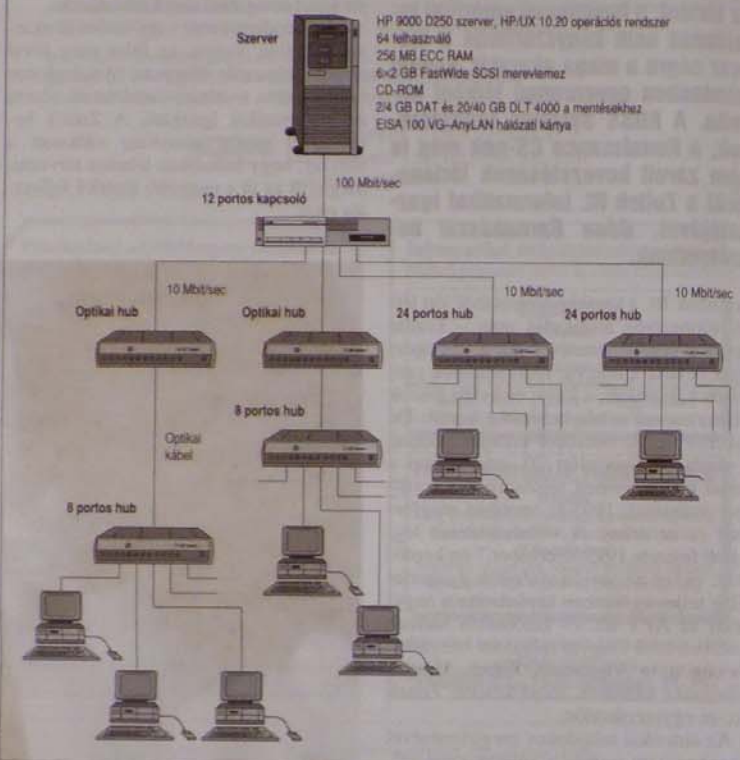 Szerver
HP 9000 D250 szerver, HP/UX 10.20 operációs rendszer
64 felhasználó
256 MB ECC RAM
6×2 GB FastWide SCSI merevlemez
CD-ROM
2/4 GB DAT és 20/40 GB DLT 4000 a mentésekhez
EISA 100 VG–AnyLAN hálózati kártya
100 Mbit/sec
12 portos kapcsoló
10 Mbit/sec
10 Mbit/sec
10 Mbit/sec
Optikai hub
Optikai hub
24 portos hub
24 portos hub
8 portos hub
Optikai
kábel
8 portos hub